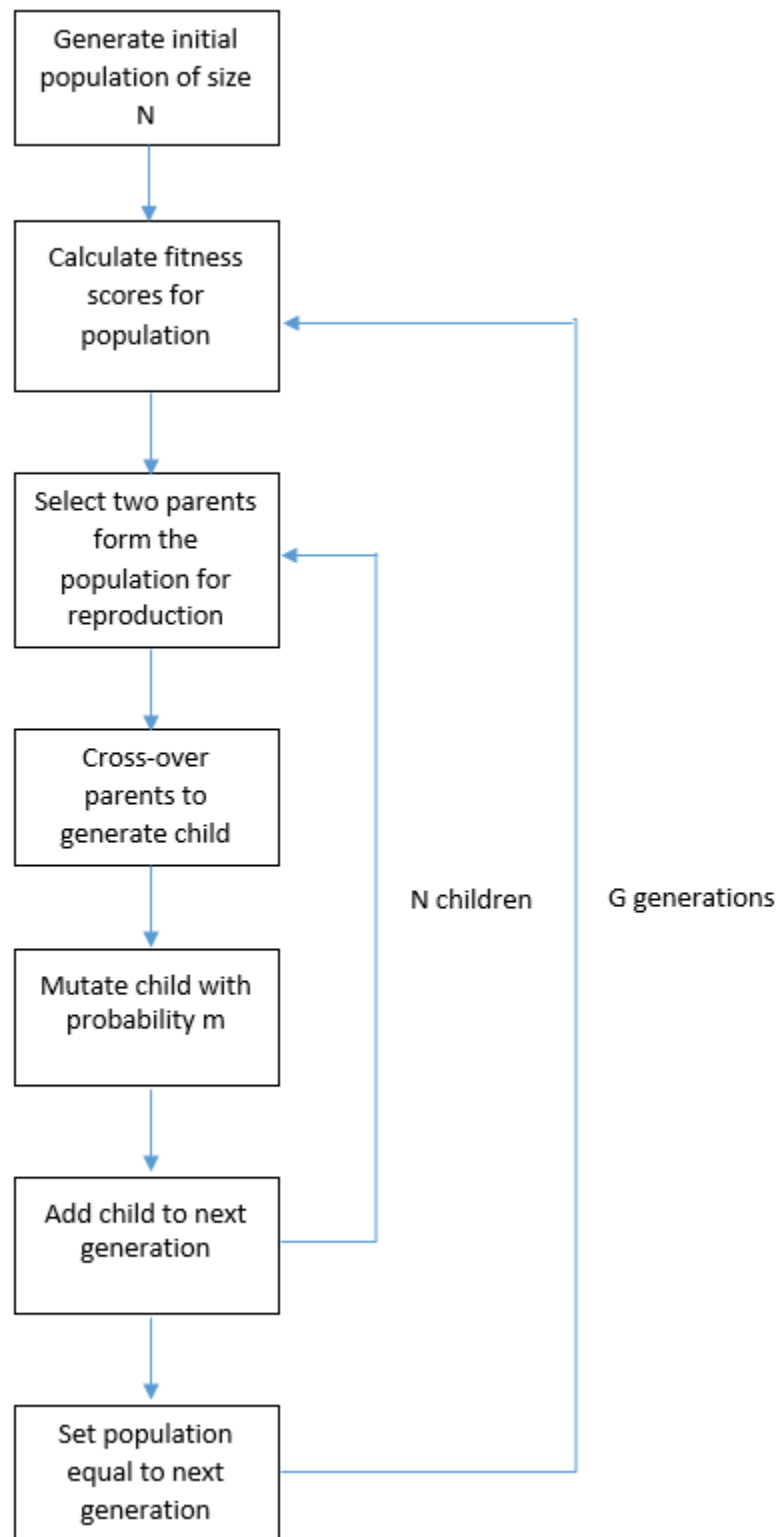 Generate initial
population of size
N
Calculate fitness
scores for
population
Select two parents
form the
population for
reproduction
Cross-over
parents to
generate child
N children
G generations
Mutate child with
probability m
Add child to next
generation
Set population
equal to next
generation